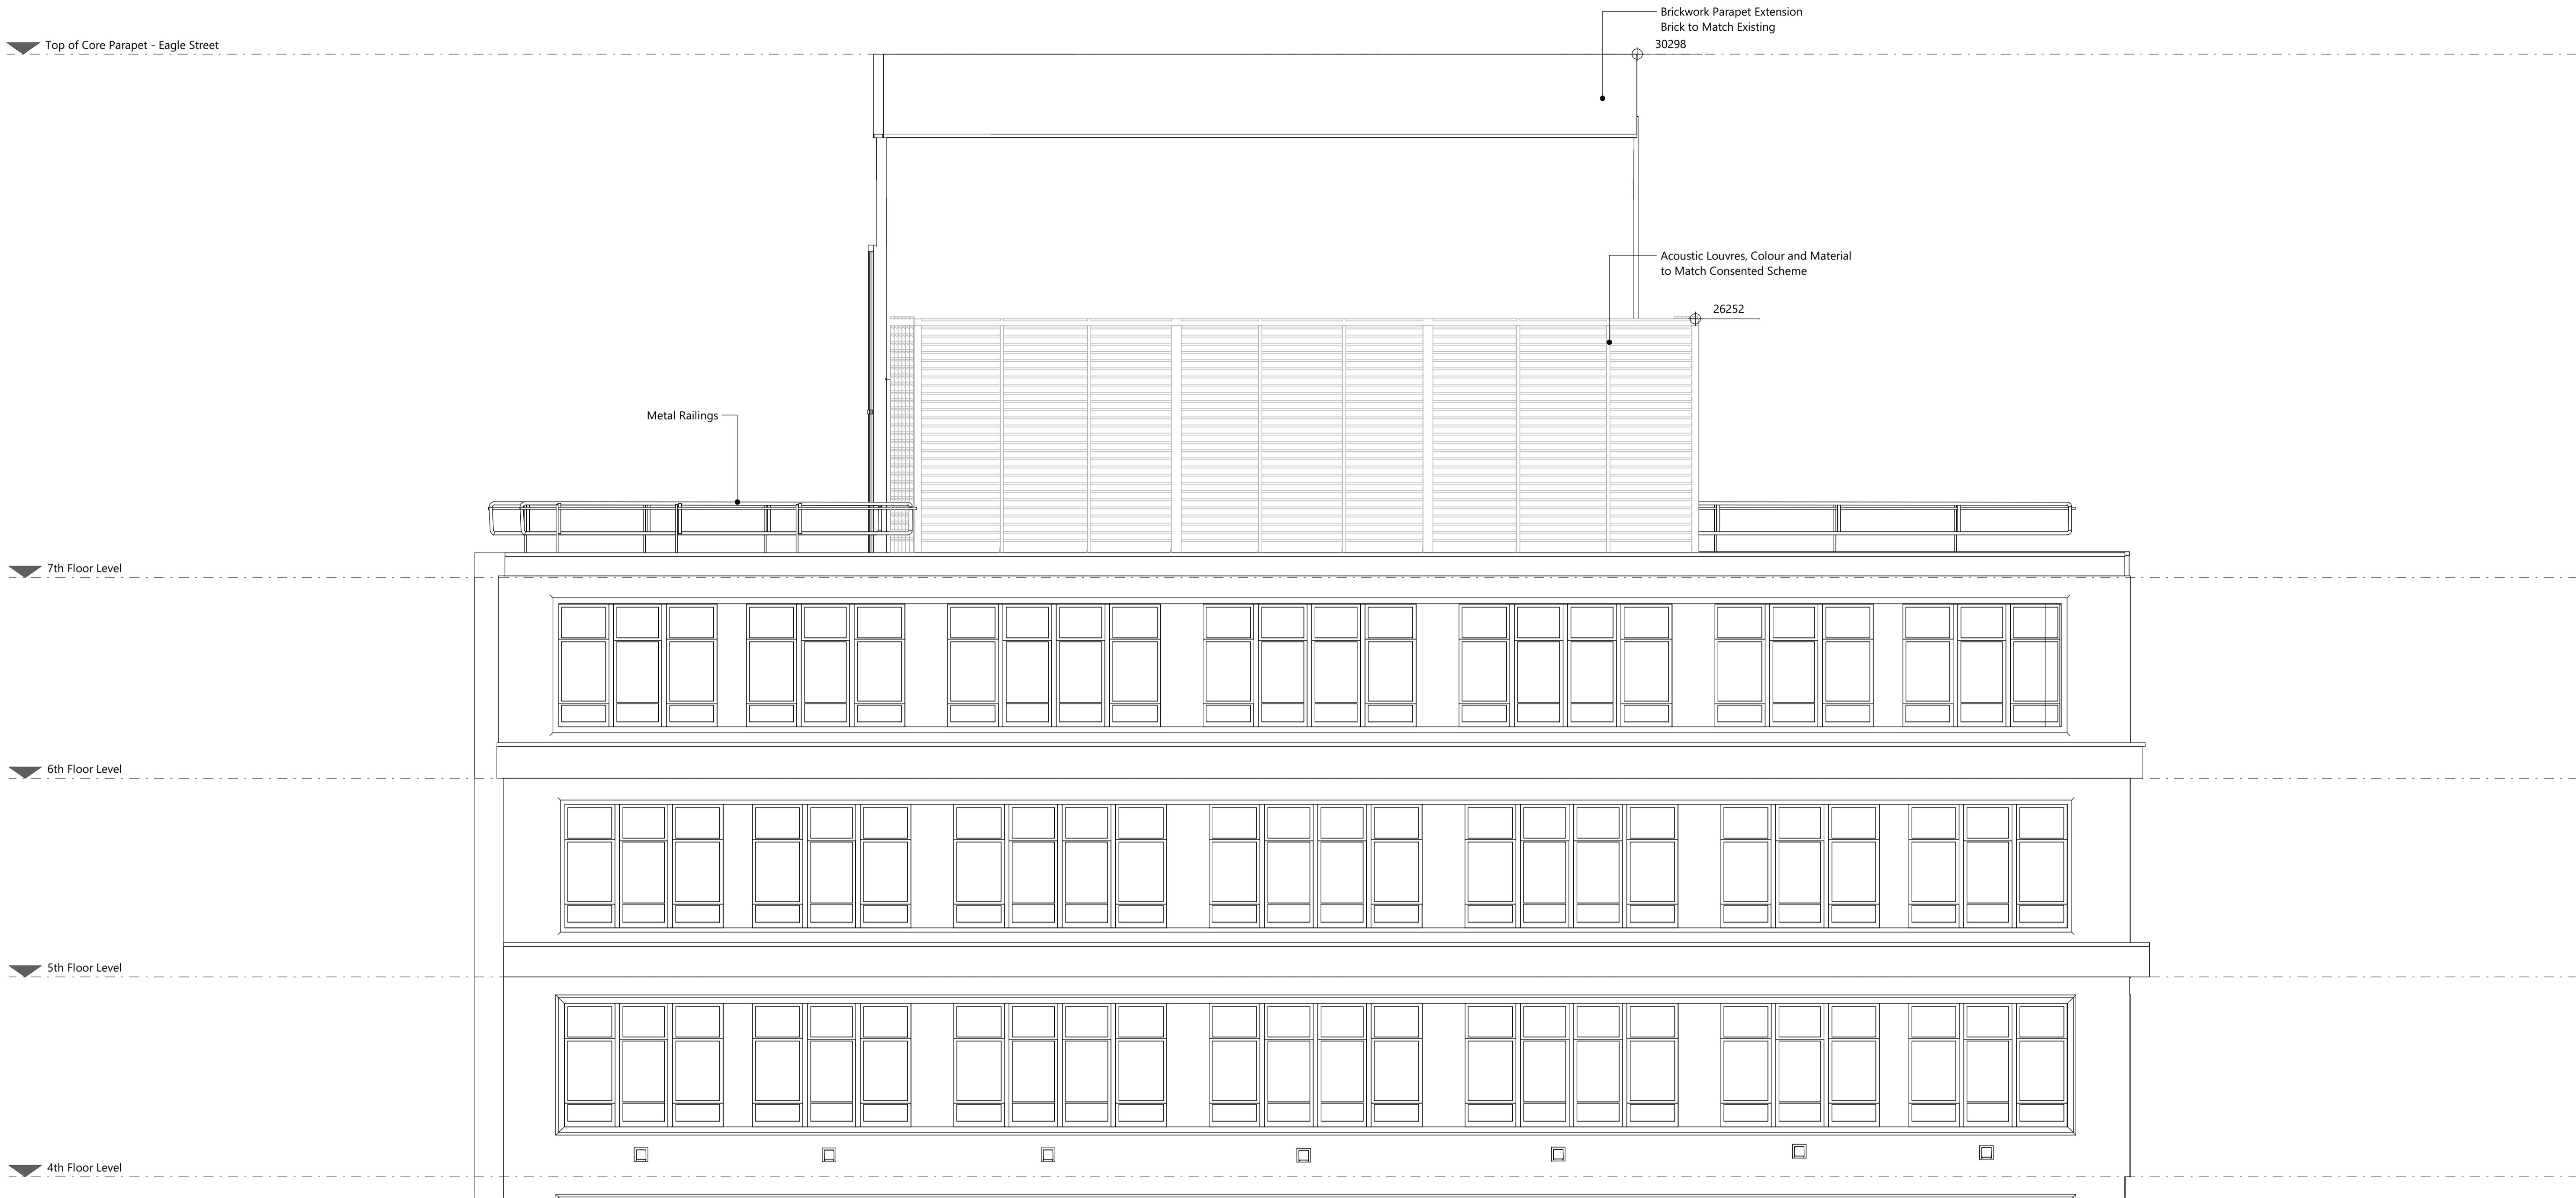 Brickwork Parapet Extension
Brick to Match Existing
Top of Core Parapet - Eagle Street
30298
Acoustic Louvres, Colour and Material
to Match Consented Scheme
26252
Metal Railings
7th Floor Level
6th Floor Level
5th Floor Level
4th Floor Level